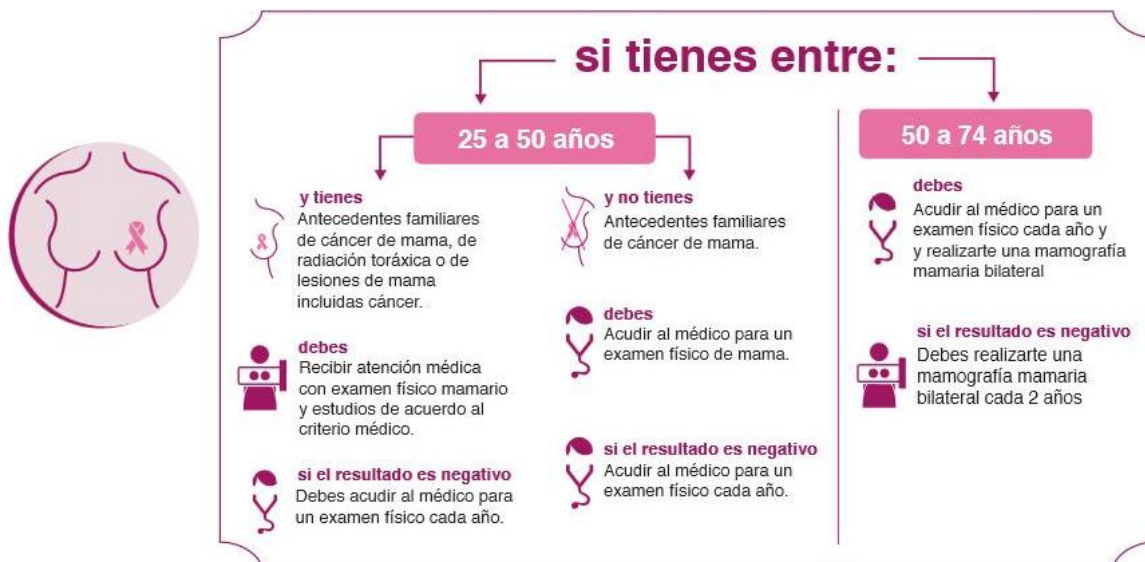 si tienes entre:
25 a 50 años
y tienes
Antecedentes familiares
de cáncer de mama, de
radiación toráxica o de
lesiones de mama
incluidas cáncer.
debes
Recibir atención médica
con examen físico mamario
y estudios de acuerdo al
criterio médico.
si el resultado es negativo
Debes acudir al médico para
un examen físico cada año.
y no tienes
Antecedentes familiares
de cáncer de mama.
debes
Acudir al médico para un
examen físico de mama.
si el resultado es negativo
Acudir al médico para un
examen físico cada año.
50 a 74 años
debes
Acudir al médico para un
examen físico cada año y
y realizarte una mamografía
mamaria bilateral
si el resultado es negativo
Debes realizarte una
mamografía mamaria
bilateral cada 2 años